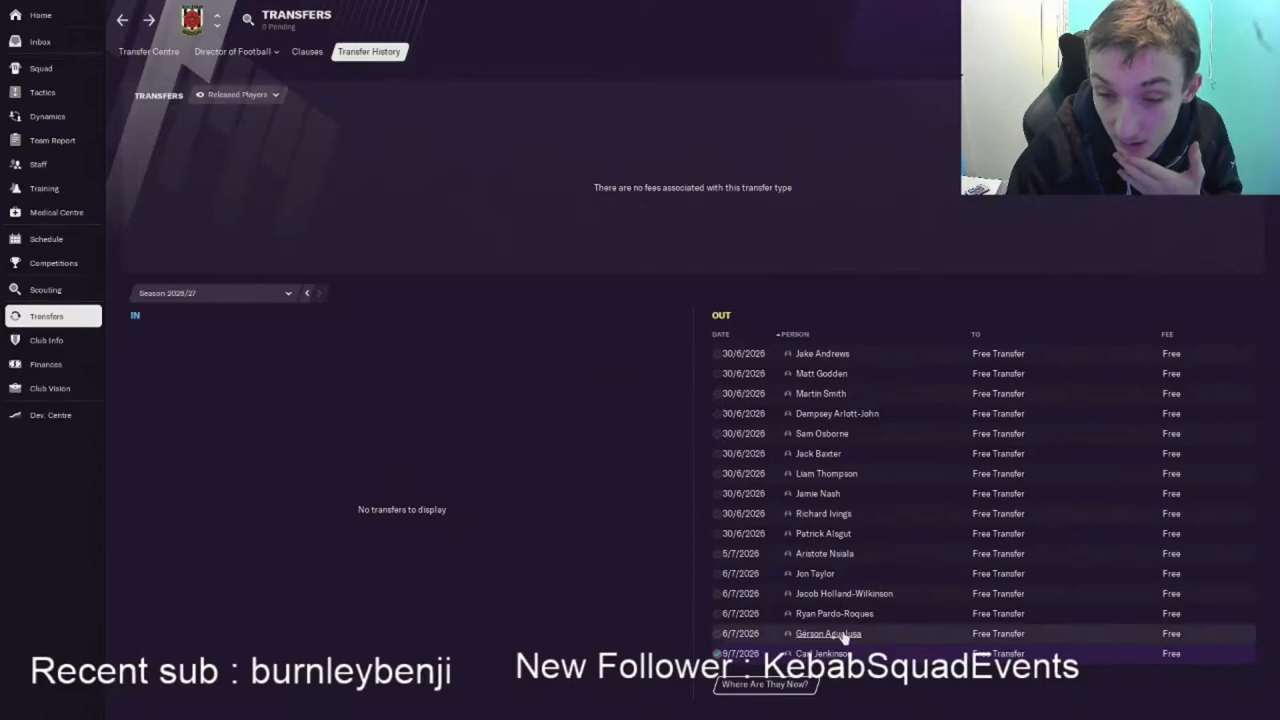 Home
Inbox
Squad
Tactics
Dynamics
Team Report
Staff
Training
Medical Centre
Schedule
Competitions
Scouting
Transfers
Club Info
Finances
Club Vision
Dev. Centre
TRANSFERS
0 Pending
Transfer Centre Director of Football Clauses Transfer History
TRANSFERS Released Players
There are no fees associated with this transfer type
Season 2026/27
IN
No transfers to display
OUT
DATE PERSON TO FEE
30/6/2026 Jake Andrews Free Transfer Free
30/6/2026 Matt Godden Free Transfer Free
30/6/2026 Martin Smith Free Transfer Free
30/6/2026 Dempsey Arlott-John Free Transfer Free
30/6/2026 Sam Osborne Free Transfer Free
30/6/2026 Jack Baxter Free Transfer Free
30/6/2026 Liam Thompson Free Transfer Free
30/6/2026 Jamie Nash Free Transfer Free
30/6/2026 Richard Ivings Free Transfer Free
30/6/2026 Patrick Alsgut Free Transfer Free
5/7/2026 Aristote Nsiala Free Transfer Free
6/7/2026 Jon Taylor Free Transfer Free
6/7/2026 Jacob Holland-Wilkinson Free Transfer Free
6/7/2026 Ryan Pardo-Roques Free Transfer Free
6/7/2026 Gérson Agualusa Free Transfer Free
9/7/2026 Carl Jenkinson Free Transfer Free
Where Are They Now?
Recent sub : burnleybenji
New Follower : KebabSquadEvents